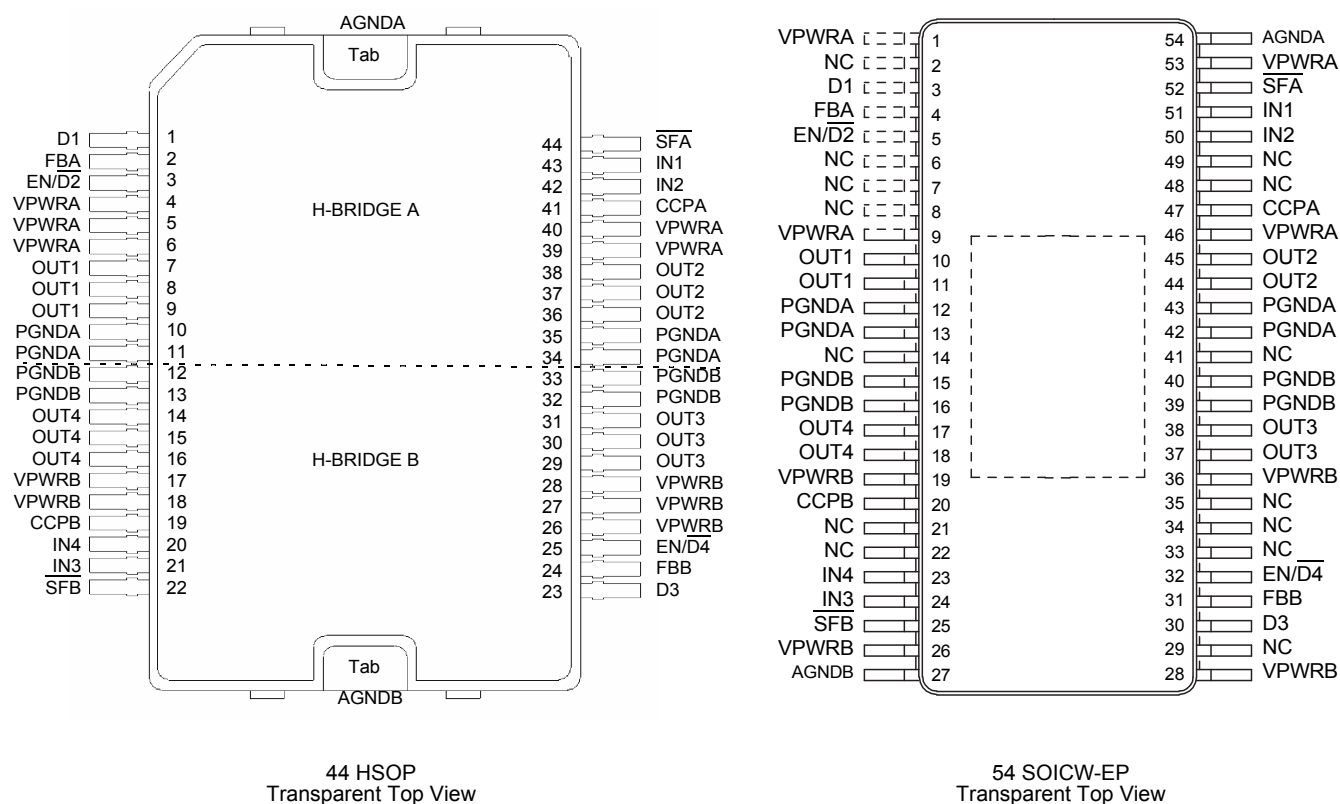 AGNDA
Tab
D1 1
FBA 2
EN/D2 3
VPWRA 4
VPWRA 5
VPWRA 6
OUT1 7
OUT1 8
OUT1 9
PGNDA 10
PGNDA 11
PGNDB 12
PGNDB 13
OUT4 14
OUT4 15
OUT4 16
VPWRB 17
VPWRB 18
CCPB 19
IN4 20
IN3 21
SFB 22
H-BRIDGE A
H-BRIDGE B
44 SFA
43 IN1
42 IN2
41 CCPA
40 VPWRA
39 VPWRA
38 OUT2
37 OUT2
36 OUT2
35 PGNDA
34 PGNDA
33 PGNDB
32 PGNDB
31 OUT3
30 OUT3
29 OUT3
28 VPWRB
27 VPWRB
26 VPWRB
25 EN/D4
24 FBB
23 D3
Tab
AGNDB
44 HSOP
Transparent Top View
VPWRA 1
NC 2
D1 3
FBA 4
EN/D2 5
NC 6
NC 7
NC 8
VPWRA 9
OUT1 10
OUT1 11
PGNDA 12
PGNDA 13
NC 14
PGNDB 15
PGNDB 16
OUT4 17
OUT4 18
VPWRB 19
CCPB 20
NC 21
NC 22
IN4 23
IN3 24
SFB 25
VPWRB 26
AGNDB 27
54 AGNDA
53 VPWRA
52 SFA
51 IN1
50 IN2
49 NC
48 NC
47 CCPA
46 VPWRA
45 OUT2
44 OUT2
43 PGNDA
42 PGNDA
41 NC
40 PGNDB
39 PGNDB
38 OUT3
37 OUT3
36 VPWRB
35 NC
34 NC
33 NC
32 EN/D4
31 FBB
30 D3
29 NC
28 VPWRB
54 SOICW-EP
Transparent Top View